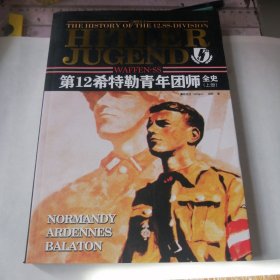 THE HISTORY OF THE 12.SS-DIVISION
HITLER
JUGEND
WAFFEN-SS
第12希特勒青年团师全史
(上册)
NORMANDY
ARDENNES
BALATON